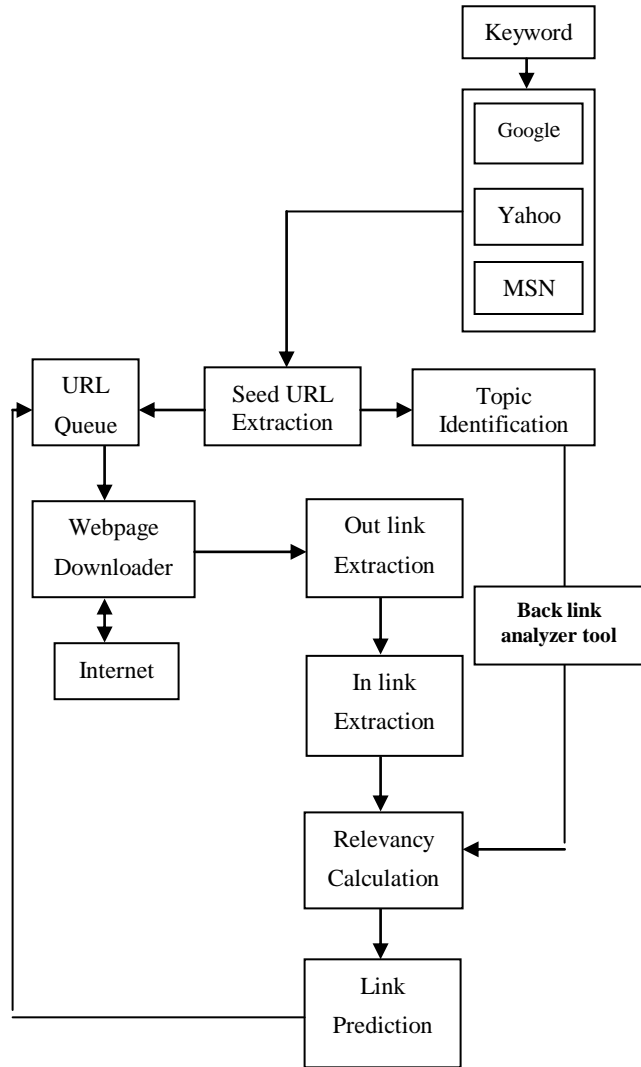 Keyword
Google
Yahoo
MSN
URL
Queue
Seed URL
Extraction
Topic
Identification
Webpage
Downloader
Out link
Extraction
Back link
analyzer tool
Internet
In link
Extraction
Relevancy
Calculation
Link
Prediction